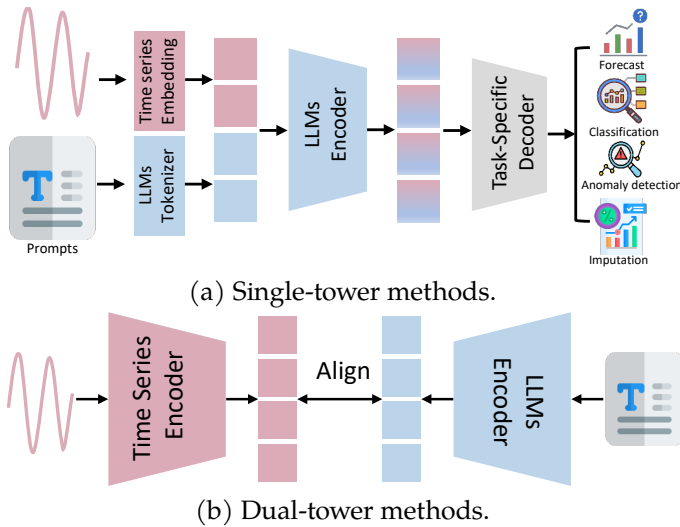 Time series
Embedding
LLMs
Encoder
Task-Specific
Decoder
?
Forecast
Classification
T
LLMs
Tokenizer
Anomaly detection
%
Prompts
Imputation
(a) Single-tower methods.
Time Series
Encoder
Align
LLMs
Encoder
T
(b) Dual-tower methods.